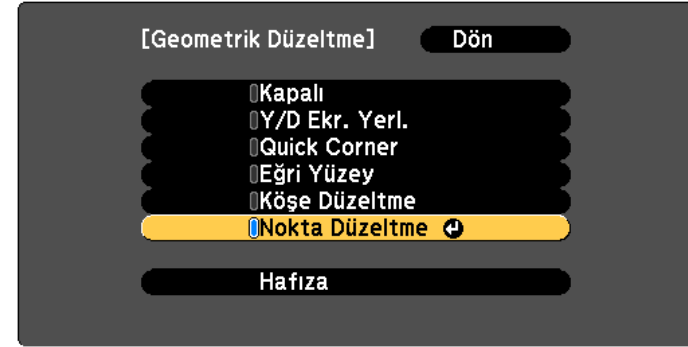 [Geometrik Düzeltme] Dön
Kapalı
Y/D Ekr. Yerl.
Quick Corner
Eğri Yüzey
Köşe Düzeltme
Nokta Düzeltme
Hafıza